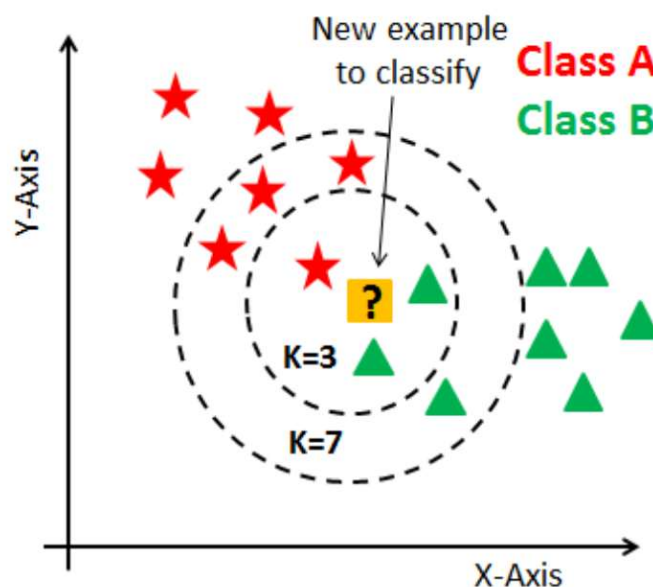 New example
to classify
Class A
Class B
Y-Axis
?
K=3
K=7
X-Axis